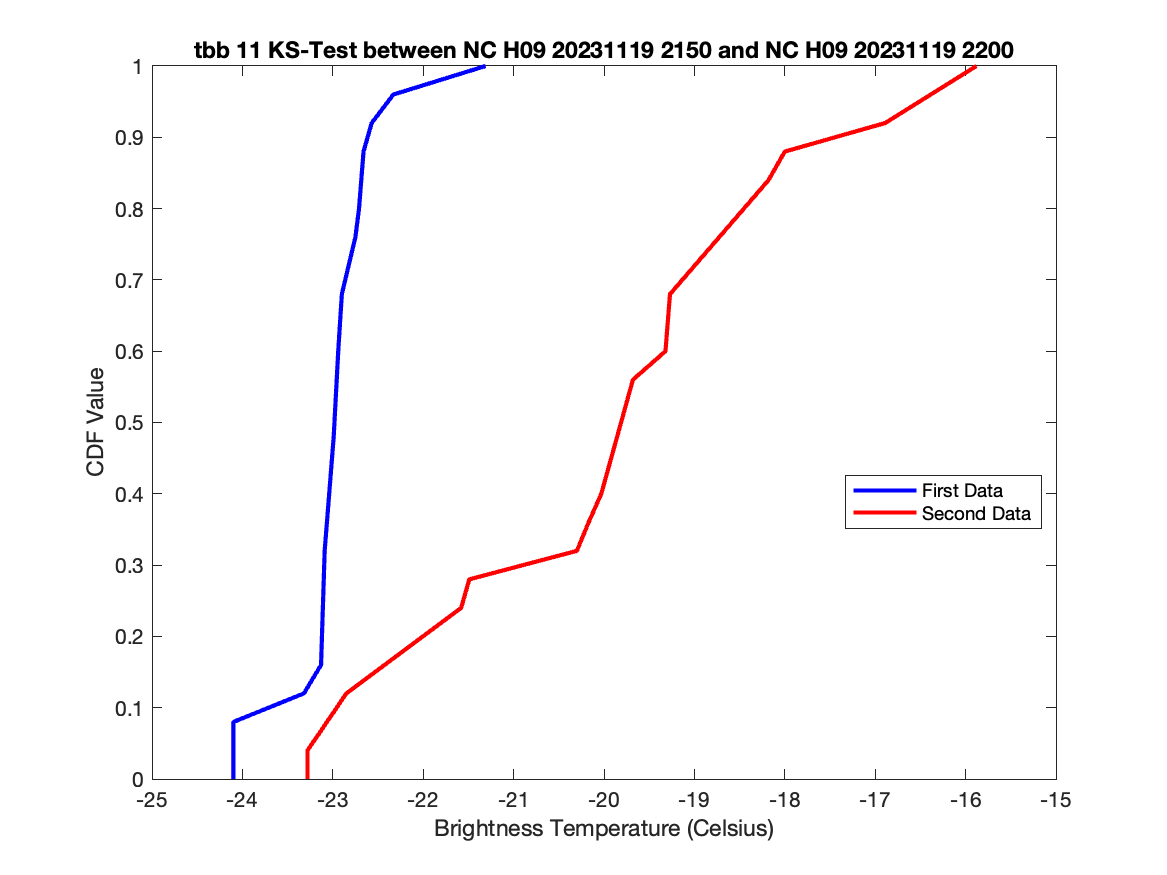 tbb 11 KS-Test between NC H09 20231119 2150 and NC H09 20231119 2200
1
0.9
0.8
0.7
0.6
0.5
0.4
0.3
0.2
0.1
0
CDF Value
First Data
Second Data
-25 -24 -23 -22 -21 -20 -19 -18 -17 -16 -15
Brightness Temperature (Celsius)